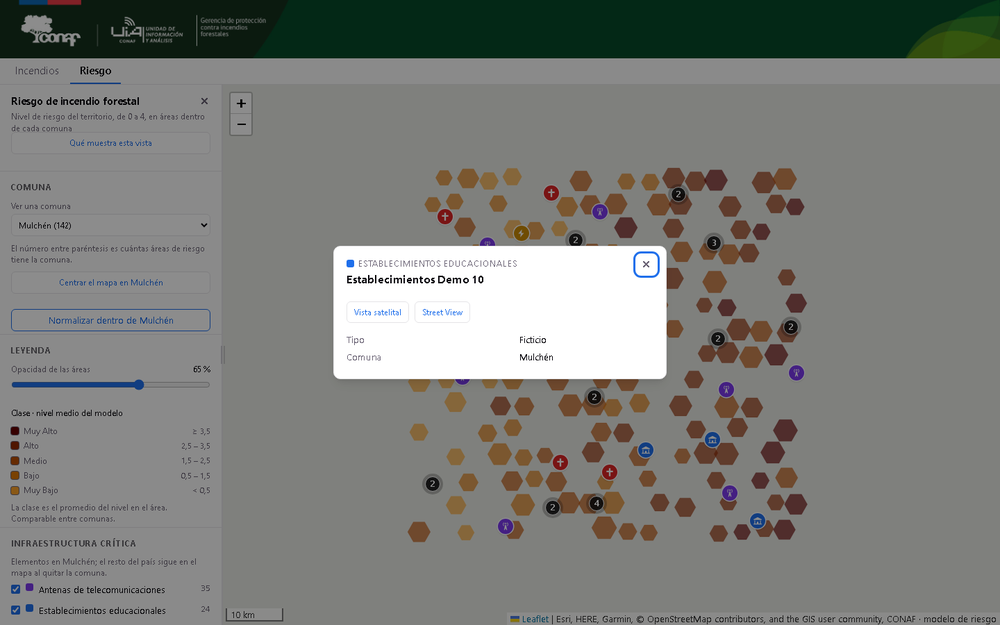 conaf
UIA
CONAF
UNIDAD DE
INFORMACIÓN
Y ANÁLISIS
Gerencia de protección
contra incendios
forestales
Incendios
Riesgo
Riesgo de incendio forestal
×
Nivel de riesgo del territorio, de 0 a 4, en áreas dentro
de cada comuna
Qué muestra esta vista
COMUNA
Ver una comuna
Mulchén (142)
El número entre paréntesis es cuántas áreas de riesgo
tiene la comuna.
Centrar el mapa en Mulchén
Normalizar dentro de Mulchén
LEYENDA
Opacidad de las áreas 65 %
Clase · nivel medio del modelo
Muy Alto ≥ 3,5
Alto 2,5 – 3,5
Medio 1,5 – 2,5
Bajo 0,5 – 1,5
Muy Bajo < 0,5
La clase es el promedio del nivel en el área.
Comparable entre comunas.
INFRAESTRUCTURA CRÍTICA
Elementos en Mulchén; el resto del país sigue en el
mapa al quitar la comuna.
Antenas de telecomunicaciones 35
Establecimientos educacionales 24
+
−
2
2
3
ESTABLECIMIENTOS EDUCACIONALES
×
Establecimientos Demo 10
Vista satelital
Street View
Tipo Ficticio
Comuna Mulchén
2
2
2
2
2
4
10 km
Leaflet | Esri, HERE, Garmin, © OpenStreetMap contributors, and the GIS user community, CONAF · modelo de riesgo